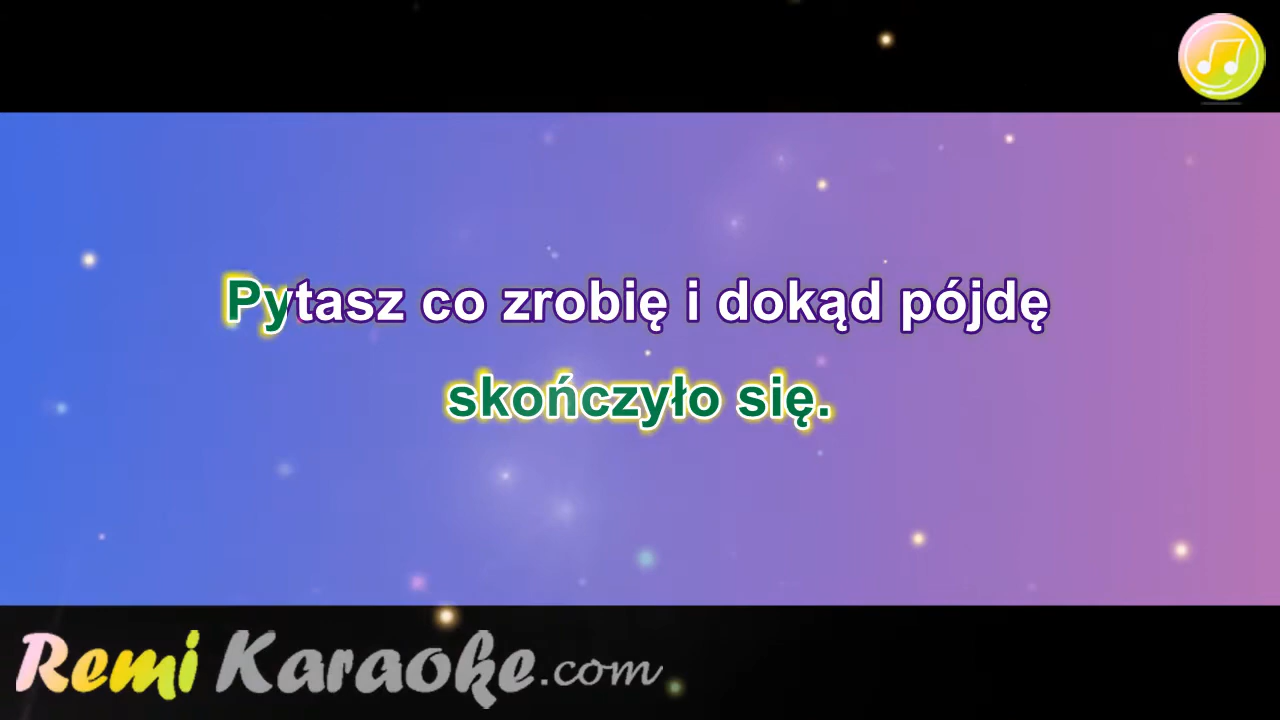 Pytasz co zrobię i dokąd pójdę
skończyło się.
Remi Karaoke.com